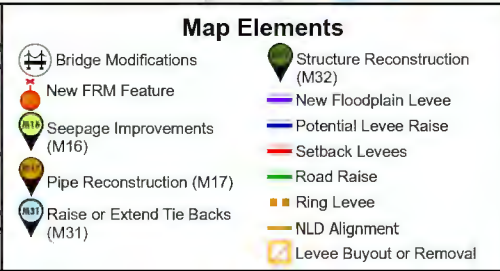 Map Elements
Bridge Modifications
New FRM Feature
M16
Seepage Improvements
(M16)
Pipe Reconstruction (M17)
M31
Raise or Extend Tie Backs
(M31)
Structure Reconstruction
(M32)
New Floodplain Levee
Potential Levee Raise
Setback Levees
Road Raise
Ring Levee
NLD Alignment
Levee Buyout or Removal